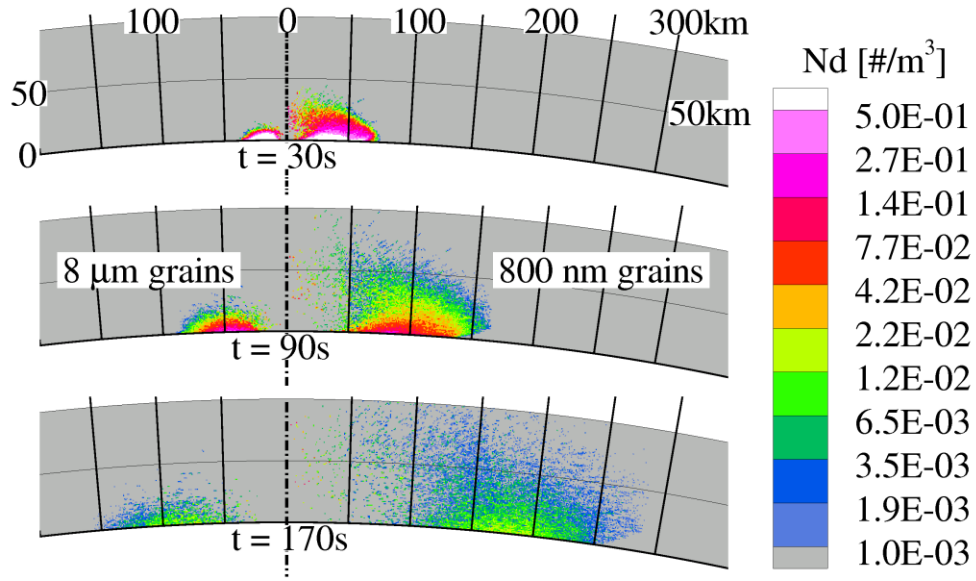 100 0 100 200 300km
50
50km
0
t = 30s
8 μm grains 800 nm grains
t = 90s
t = 170s
Nd [#/m³]
5.0E-01
2.7E-01
1.4E-01
7.7E-02
4.2E-02
2.2E-02
1.2E-02
6.5E-03
3.5E-03
1.9E-03
1.0E-03